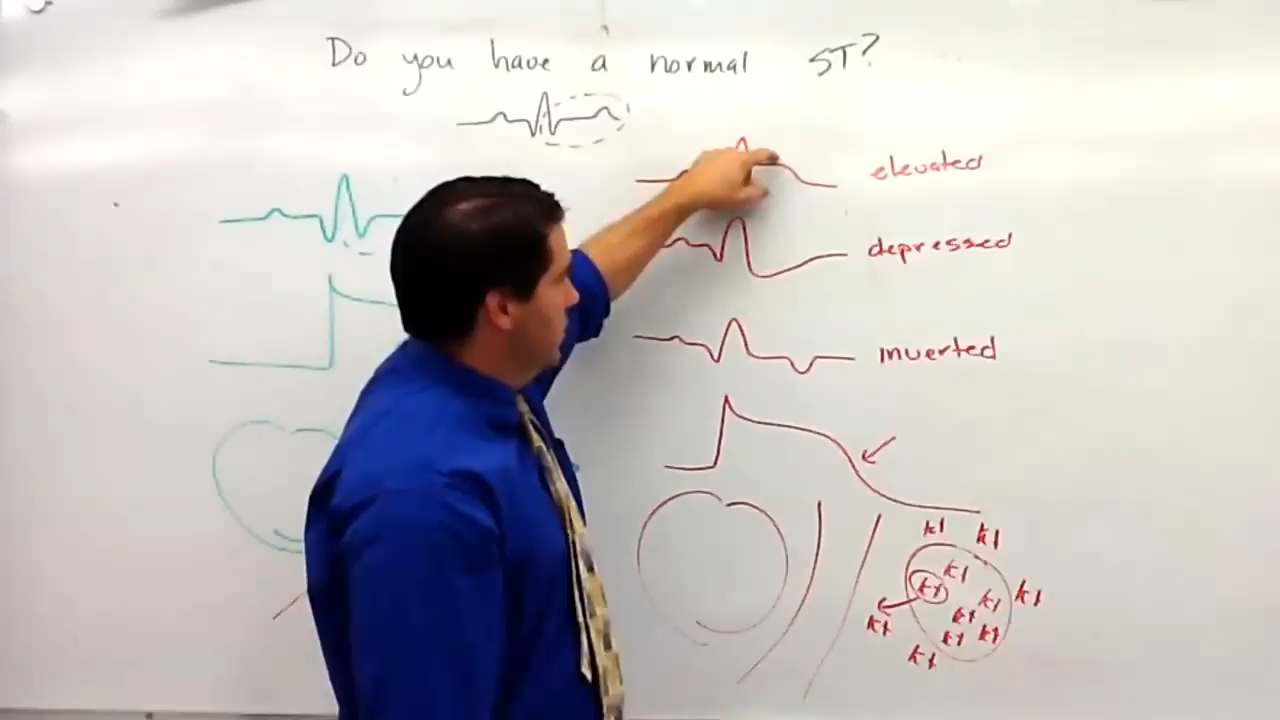 Do you have a normal ST?
elevated
depressed
inverted
k+ k+
k+
k+ k+ k+
k+
k+ k+ k+
k+